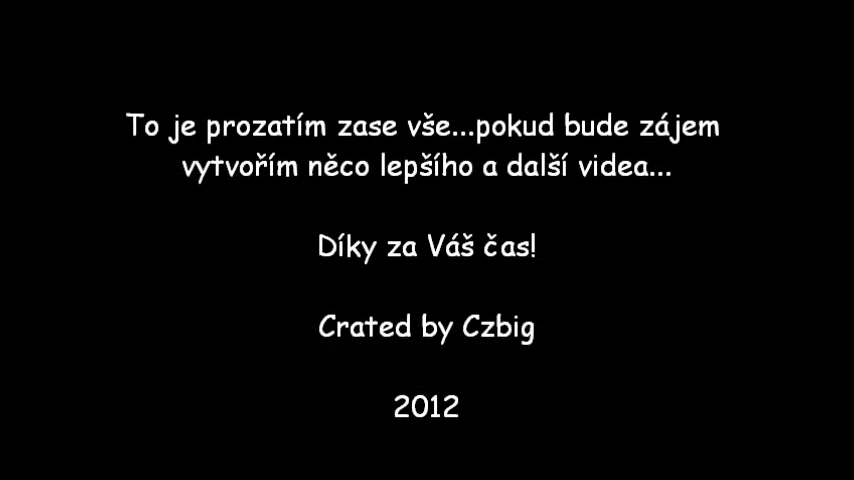 To je prozatím zase vše...pokud bude zájem
vytvořím něco lepšího a další videa...
Díky za Váš čas!
Crated by Czbig
2012